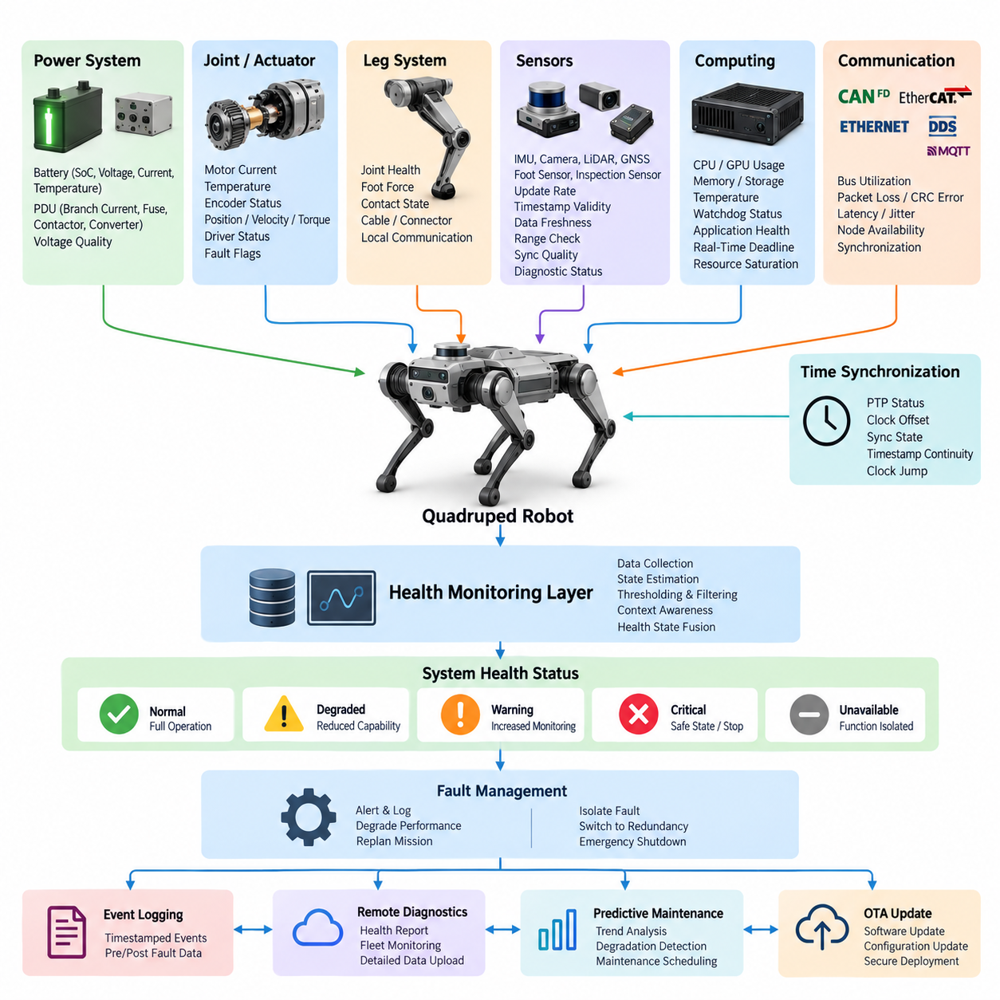 Power System
Battery (SoC, Voltage, Current,
Temperature)
PDU (Branch Current, Fuse,
Contactor, Converter)
Voltage Quality
Joint / Actuator
Motor Current
Temperature
Encoder Status
Position / Velocity / Torque
Driver Status
Fault Flags
Leg System
Joint Health
Foot Force
Contact State
Cable / Connector
Local Communication
Sensors
IMU, Camera, LiDAR, GNSS
Foot Sensor, Inspection Sensor
Update Rate
Timestamp Validity
Data Freshness
Range Check
Sync Quality
Diagnostic Status
Computing
CPU / GPU Usage
Memory / Storage
Temperature
Watchdog Status
Application Health
Real-Time Deadline
Resource Saturation
Communication
CAN FD
EtherCAT.
ETHERNET
DDS
MQTT
Bus Utilization
Packet Loss / CRC Error
Latency / Jitter
Node Availability
Synchronization
Time Synchronization
PTP Status
Clock Offset
Sync State
Timestamp Continuity
Clock Jump
Quadruped Robot
Health Monitoring Layer
Data Collection
State Estimation
Thresholding & Filtering
Context Awareness
Health State Fusion
System Health Status
Normal
Full Operation
Degraded
Reduced Capability
Warning
Increased Monitoring
Critical
Safe State / Stop
Unavailable
Function Isolated
Fault Management
Alert & Log
Degrade Performance
Replan Mission
Isolate Fault
Switch to Redundancy
Emergency Shutdown
Event Logging
Timestamped Events
Pre/Post Fault Data
Remote Diagnostics
Health Report
Fleet Monitoring
Detailed Data Upload
Predictive Maintenance
Trend Analysis
Degradation Detection
Maintenance Scheduling
OTA Update
Software Update
Configuration Update
Secure Deployment